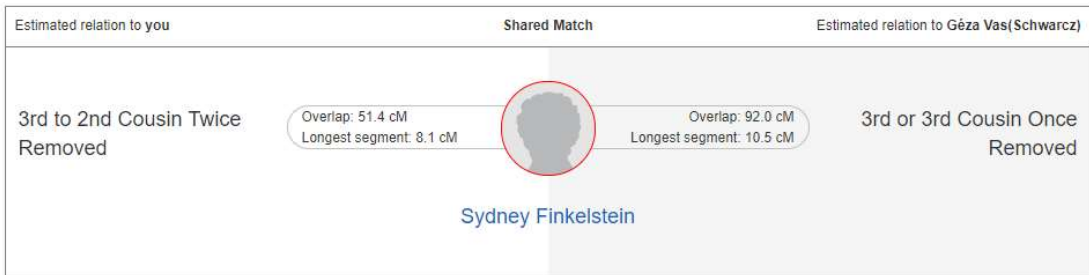 Estimated relation to you
Shared Match
Estimated relation to Géza Vas(Schwarcz)
3rd to 2nd Cousin Twice
Removed
Overlap: 51.4 cM
Longest segment: 8.1 cM
Overlap: 92.0 cM
Longest segment: 10.5 cM
3rd or 3rd Cousin Once
Removed
Sydney Finkelstein